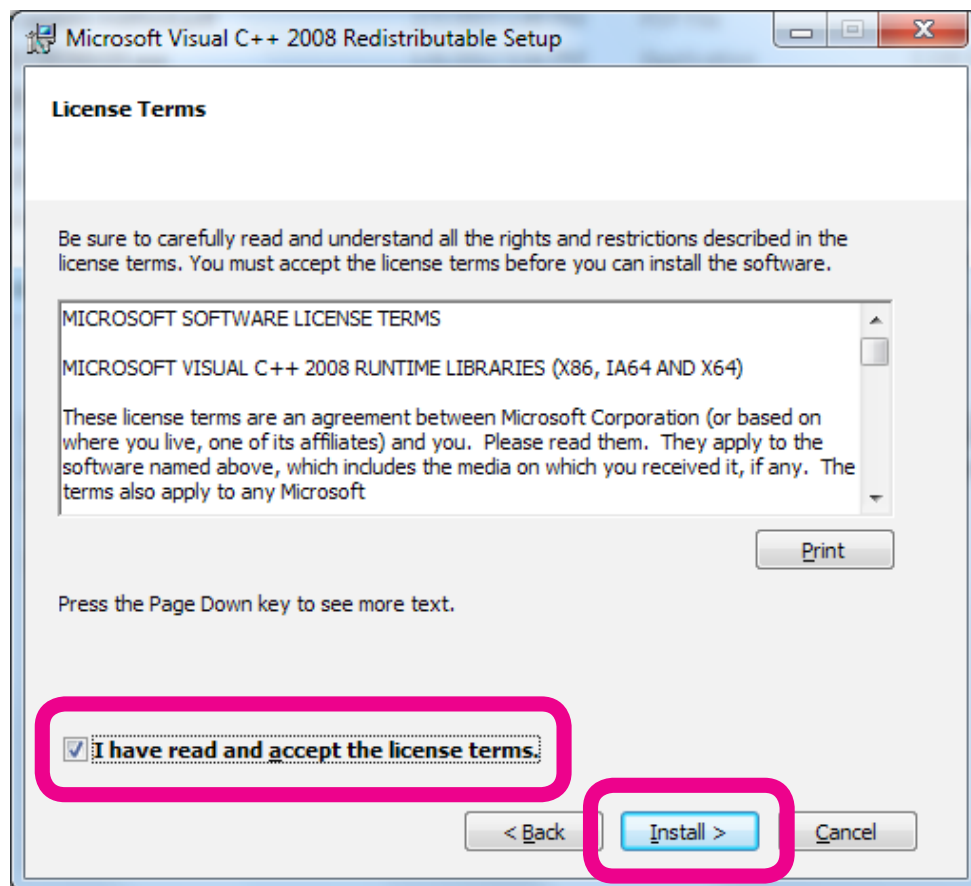 Microsoft Visual C++ 2008 Redistributable Setup
License Terms
Be sure to carefully read and understand all the rights and restrictions described in the
license terms. You must accept the license terms before you can install the software.
MICROSOFT SOFTWARE LICENSE TERMS
MICROSOFT VISUAL C++ 2008 RUNTIME LIBRARIES (X86, IA64 AND X64)
These license terms are an agreement between Microsoft Corporation (or based on
where you live, one of its affiliates) and you.  Please read them.  They apply to the
software named above, which includes the media on which you received it, if any.  The
terms also apply to any Microsoft
Print
Press the Page Down key to see more text.
I have read and accept the license terms.
< Back Install > Cancel